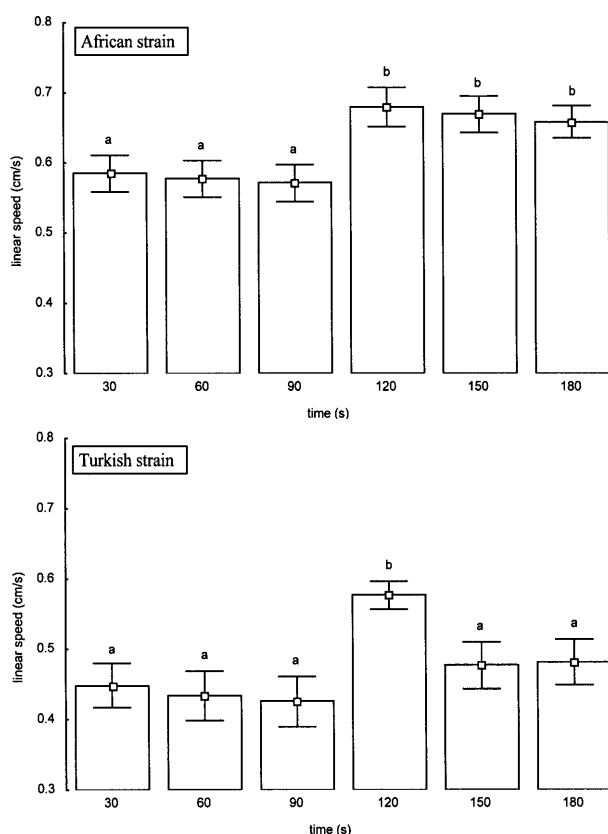 African strain
0.8
0.7
0.6
0.5
0.4
0.3
linear speed (cm/s)
a a a b b b
30 60 90 120 150 180
time (s)
Turkish strain
0.8
0.7
0.6
0.5
0.4
0.3
linear speed (cm/s)
a a a b a a
30 60 90 120 150 180
time (s)